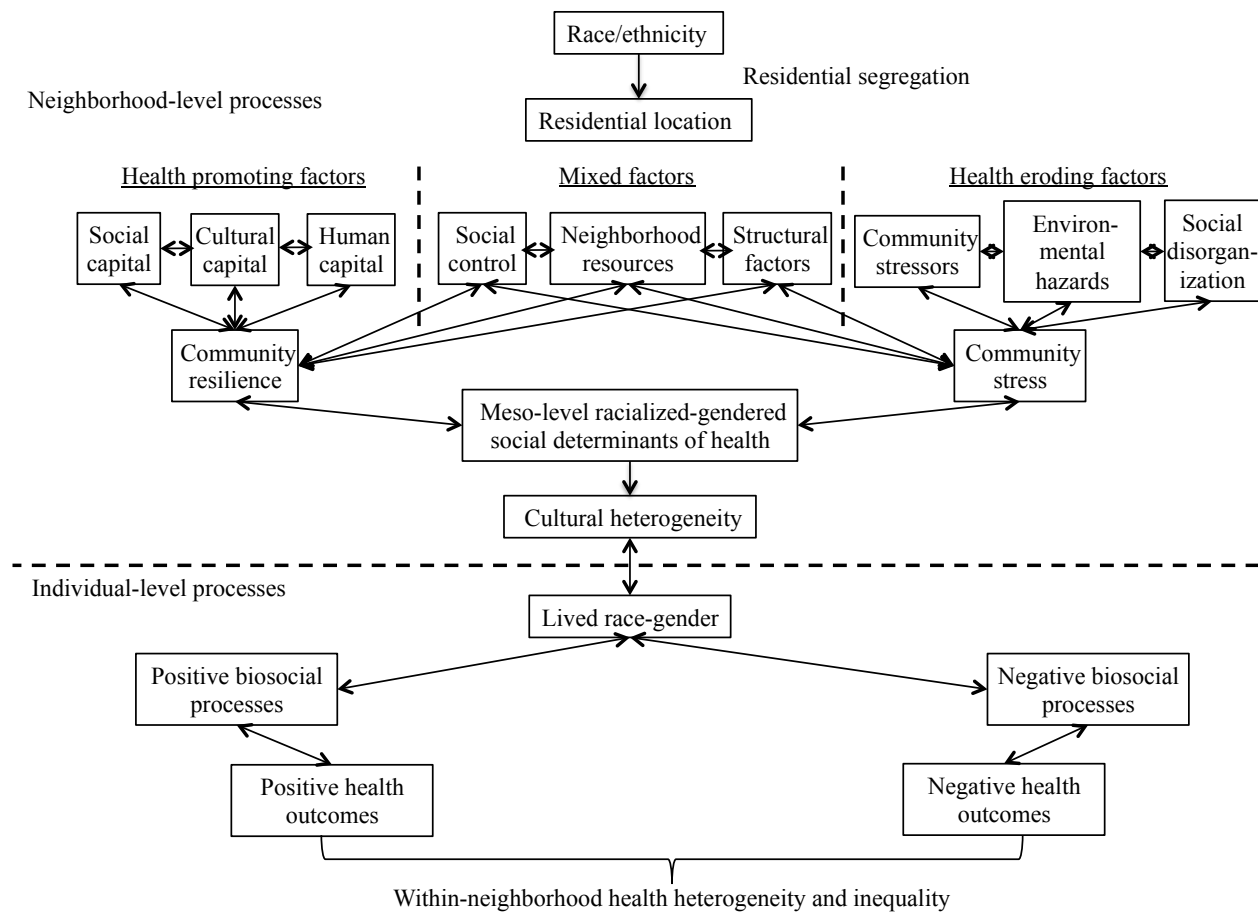 Race/ethnicity
Residential segregation
Neighborhood-level processes
Residential location
Health promoting factors
Mixed factors
Health eroding factors
Social
capital
Cultural
capital
Human
capital
Social
control
Neighborhood
resources
Structural
factors
Community
stressors
Environ-
mental
hazards
Social
disorgan-
ization
Community
resilience
Community
stress
Meso-level racialized-gendered
social determinants of health
Cultural heterogeneity
Individual-level processes
Lived race-gender
Positive biosocial
processes
Negative biosocial
processes
Positive health
outcomes
Negative health
outcomes
Within-neighborhood health heterogeneity and inequality